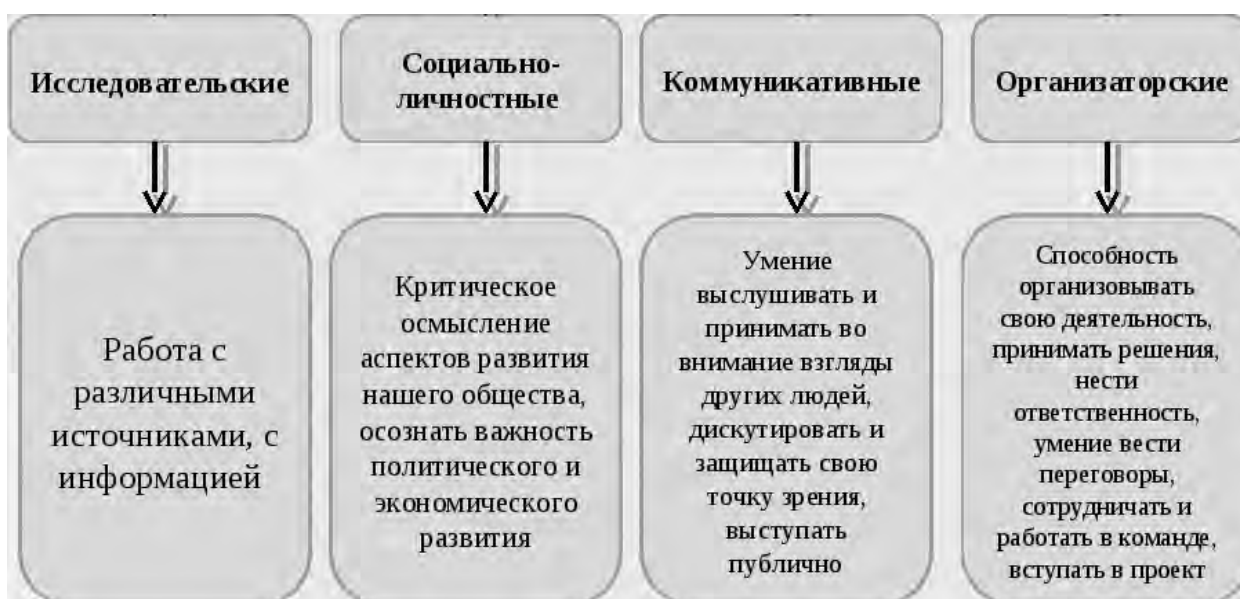 Исследовательские
Социально-
личностные
Коммуникативные
Организаторские
Работа с
различными
источниками, с
информацией
Критическое
осмысление
аспектов развития
нашего общества,
осознать важность
политического и
экономического
развития
Умение
выслушивать и
принимать во
внимание взгляды
других людей,
дискутировать и
защищать свою
точку зрения,
выступать
публично
Способность
организовывать
свою деятельность,
принимать решения,
нести
ответственность,
умение вести
переговоры,
сотрудничать и
работать в команде,
вступать в проект